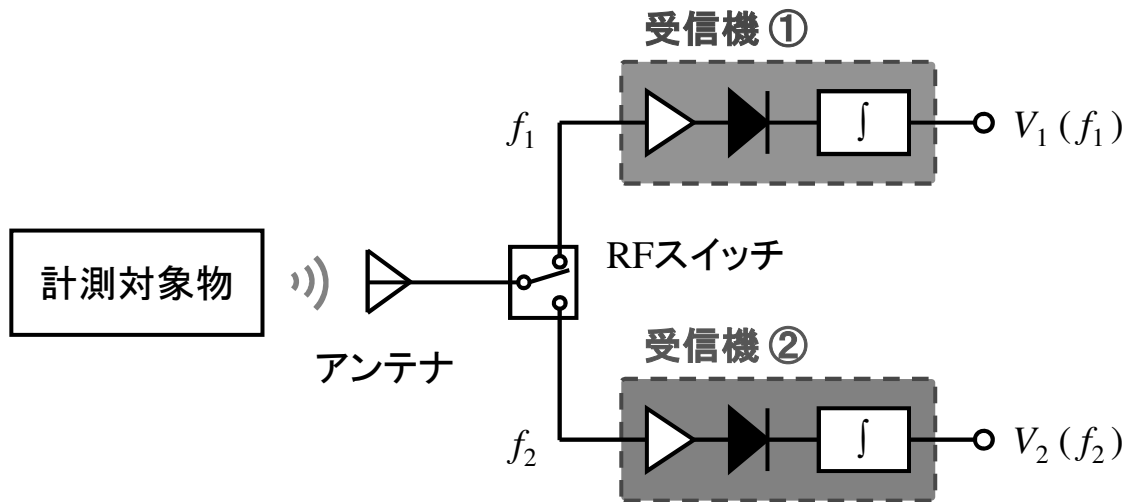 受信機①
f1
∫
V1 (f1)
RFスイッチ
計測対象物
アンテナ
受信機②
f2
∫
V2 (f2)